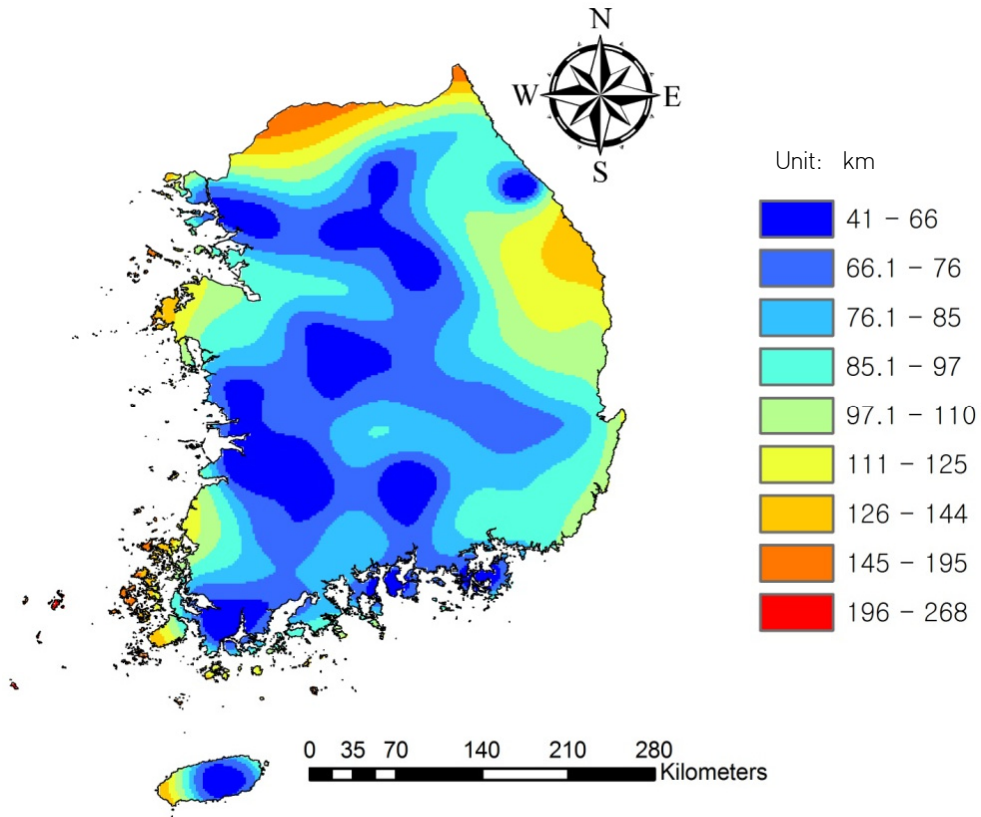 N
W E
S
Unit: km
41 - 66
66.1 - 76
76.1 - 85
85.1 - 97
97.1 - 110
111 - 125
126 - 144
145 - 195
196 - 268
0 35 70 140 210 280
Kilometers